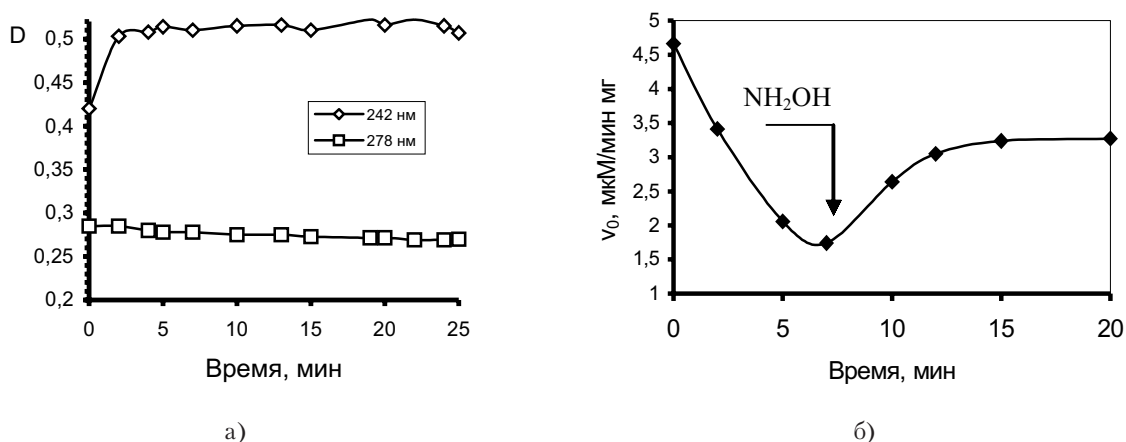 D
0,5
0,45
0,4
0,35
0,3
0,25
0,2
242 нм
278 нм
0 5 10 15 20 25
Время, мин
а)
v₀, мкМ/мин мг
5
4,5
4
3,5
3
2,5
2
1,5
1
NH₂OH
0 5 10 15 20
Время, мин
б)